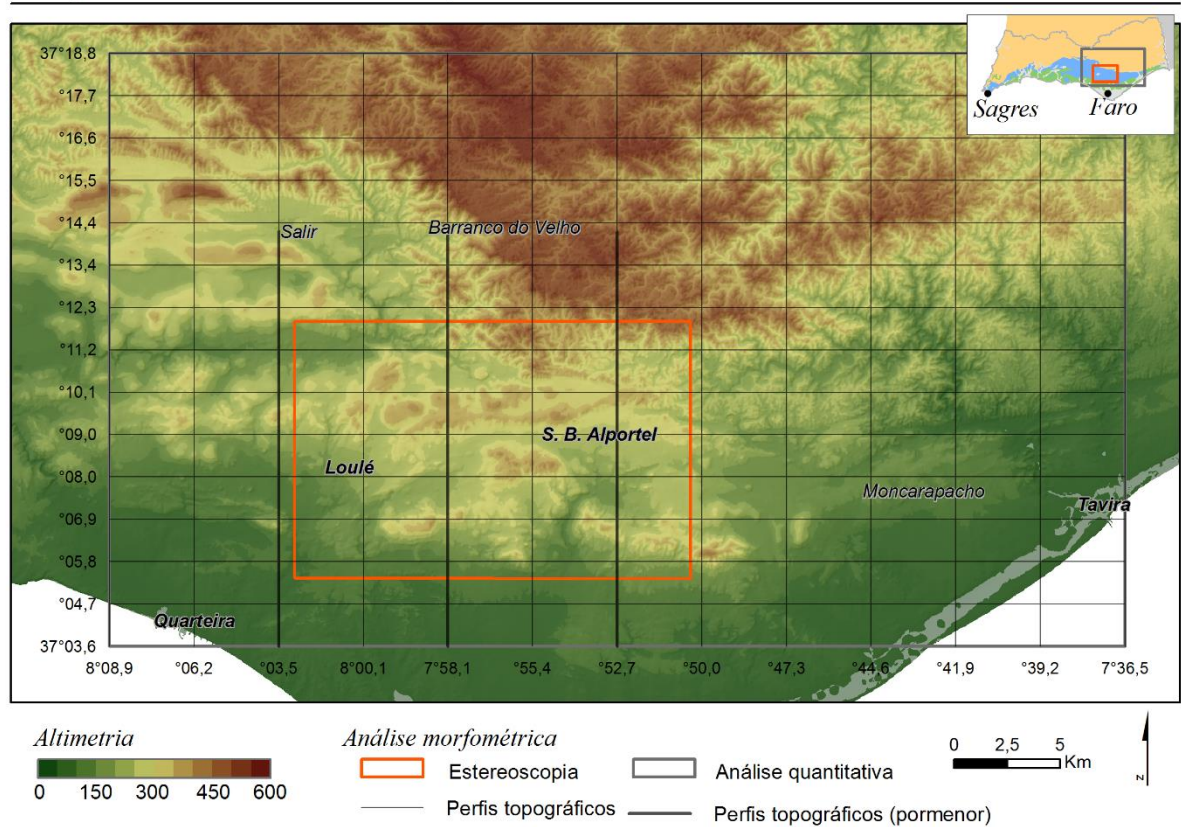 Sagres
Faro
37°18,8
°17,7
°16,6
°15,5
°14,4
°13,4
°12,3
°11,2
°10,1
°09,0
°08,0
°06,9
°05,8
°04,7
37°03,6
Salir
Barranco do Velho
S. B. Alportel
Loulé
Moncarapacho
Tavira
Quarteira
8°08,9 °06,2 °03,5 °00,1 7°58,1 °55,4 °52,7 °50,0 °47,3 °44,6 °41,9 °39,2 7°36,5
Altimetria
0 150 300 450 600
Análise morfométrica
Estereoscopia
Análise quantitativa
Perfis topográficos
Perfis topográficos (pormenor)
0 2,5 5
Km
N